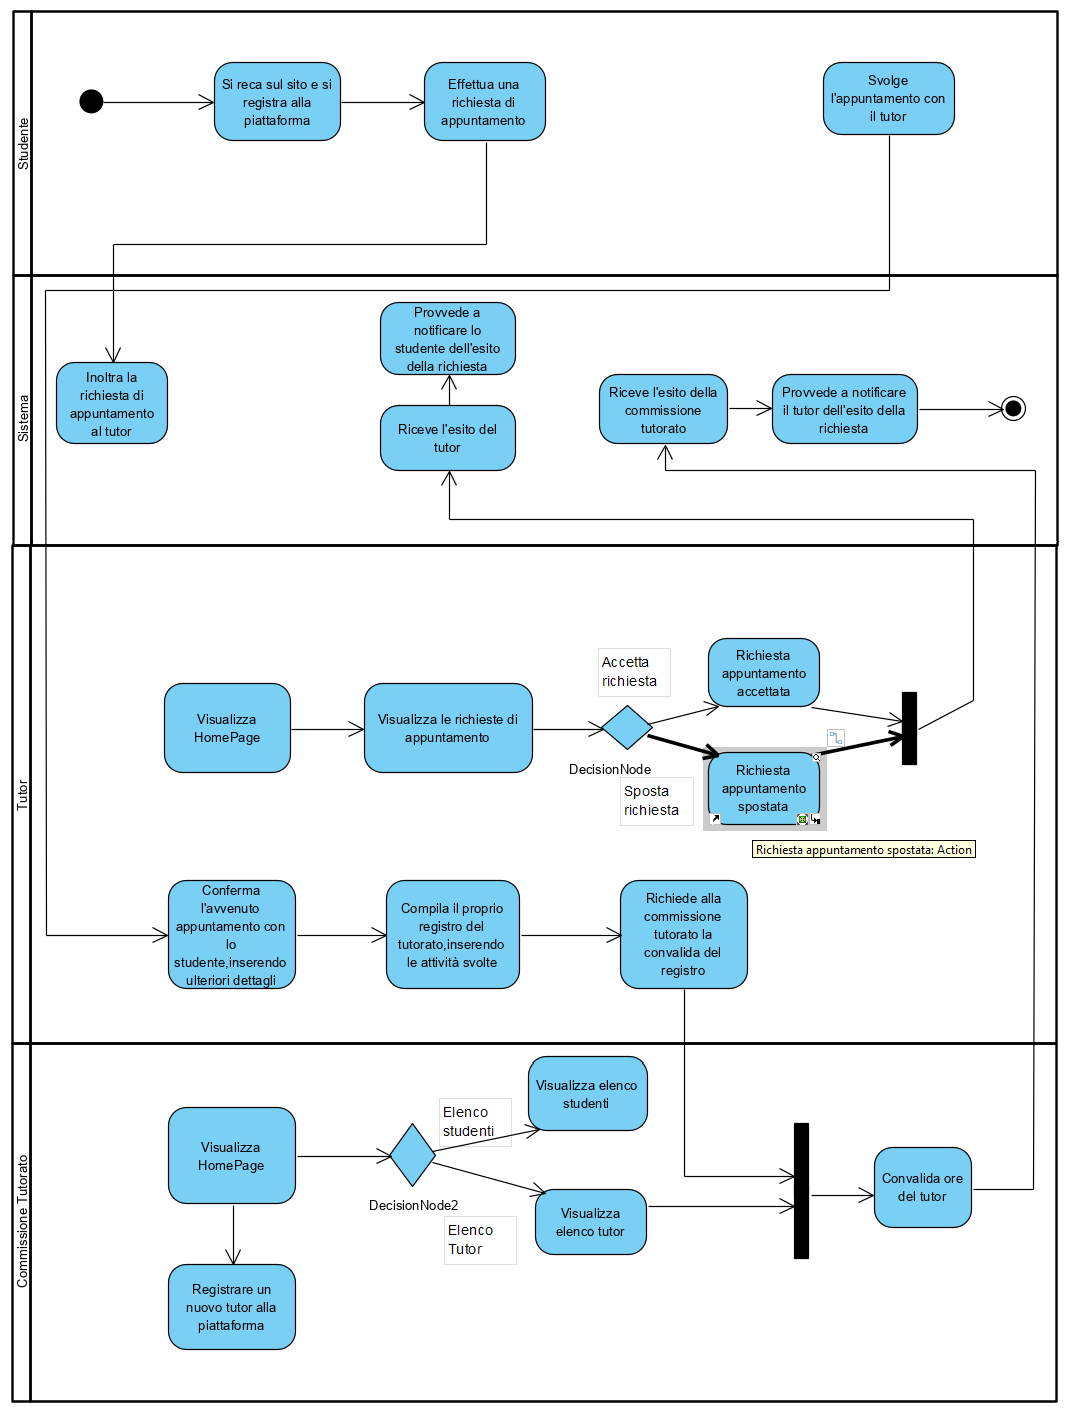 Studente
Si reca sul sito e si
registra alla
piattaforma
Effettua una
richiesta di
appuntamento
Svolge
l'appuntamento con
il tutor
Sistema
Inoltra la
richiesta di
appuntamento
al tutor
Provvede a
notificare lo
studente dell'esito
della richiesta
Riceve l'esito del
tutor
Riceve l'esito della
commissione
tutorato
Provvede a notificare
il tutor dell'esito della
richiesta
Tutor
Visualizza
HomePage
Visualizza le richieste di
appuntamento
Accetta
richiesta
DecisionNode
Sposta
richiesta
Richiesta
appuntamento
accettata
Richiesta
appuntamento
spostata
Richiesta appuntamento spostata: Action
Conferma
l'avvenuto
appuntamento con
lo
studente,inserendo
ulteriori dettagli
Compila il proprio
registro del
tutorato,inserendo
le attività svolte
Richiede alla
commissione
tutorato la
convalida del
registro
Commissione Tutorato
Visualizza
HomePage
Registrare un
nuovo tutor alla
piattaforma
Elenco
studenti
DecisionNode2
Elenco
Tutor
Visualizza elenco
studenti
Visualizza
elenco tutor
Convalida ore
del tutor